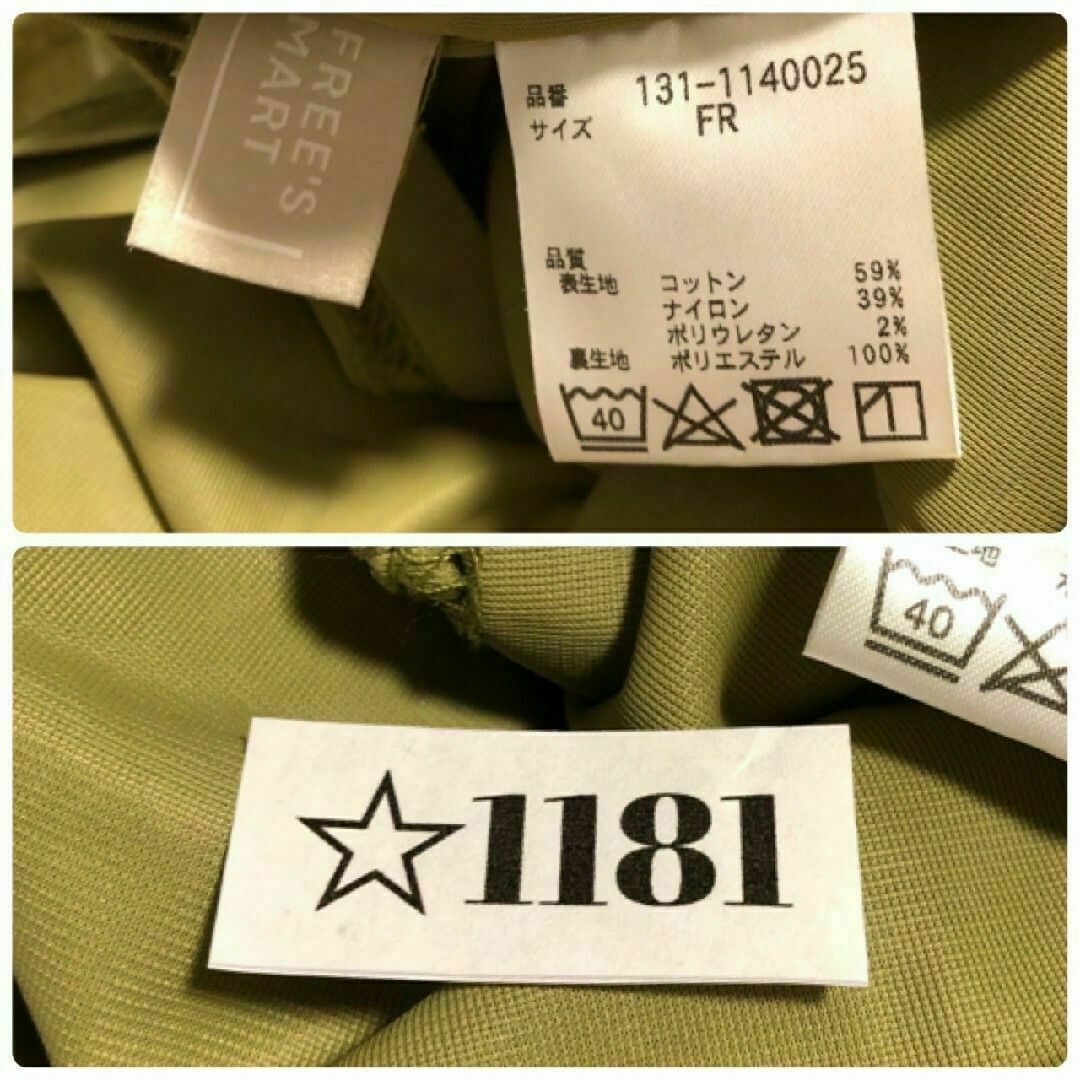 FREE'S
MART
品番 131-1140025
サイズ FR
品質
表生地 コットン 59%
ナイロン 39%
ポリウレタン 2%
裏生地 ポリエステル 100%
40
40
☆1181